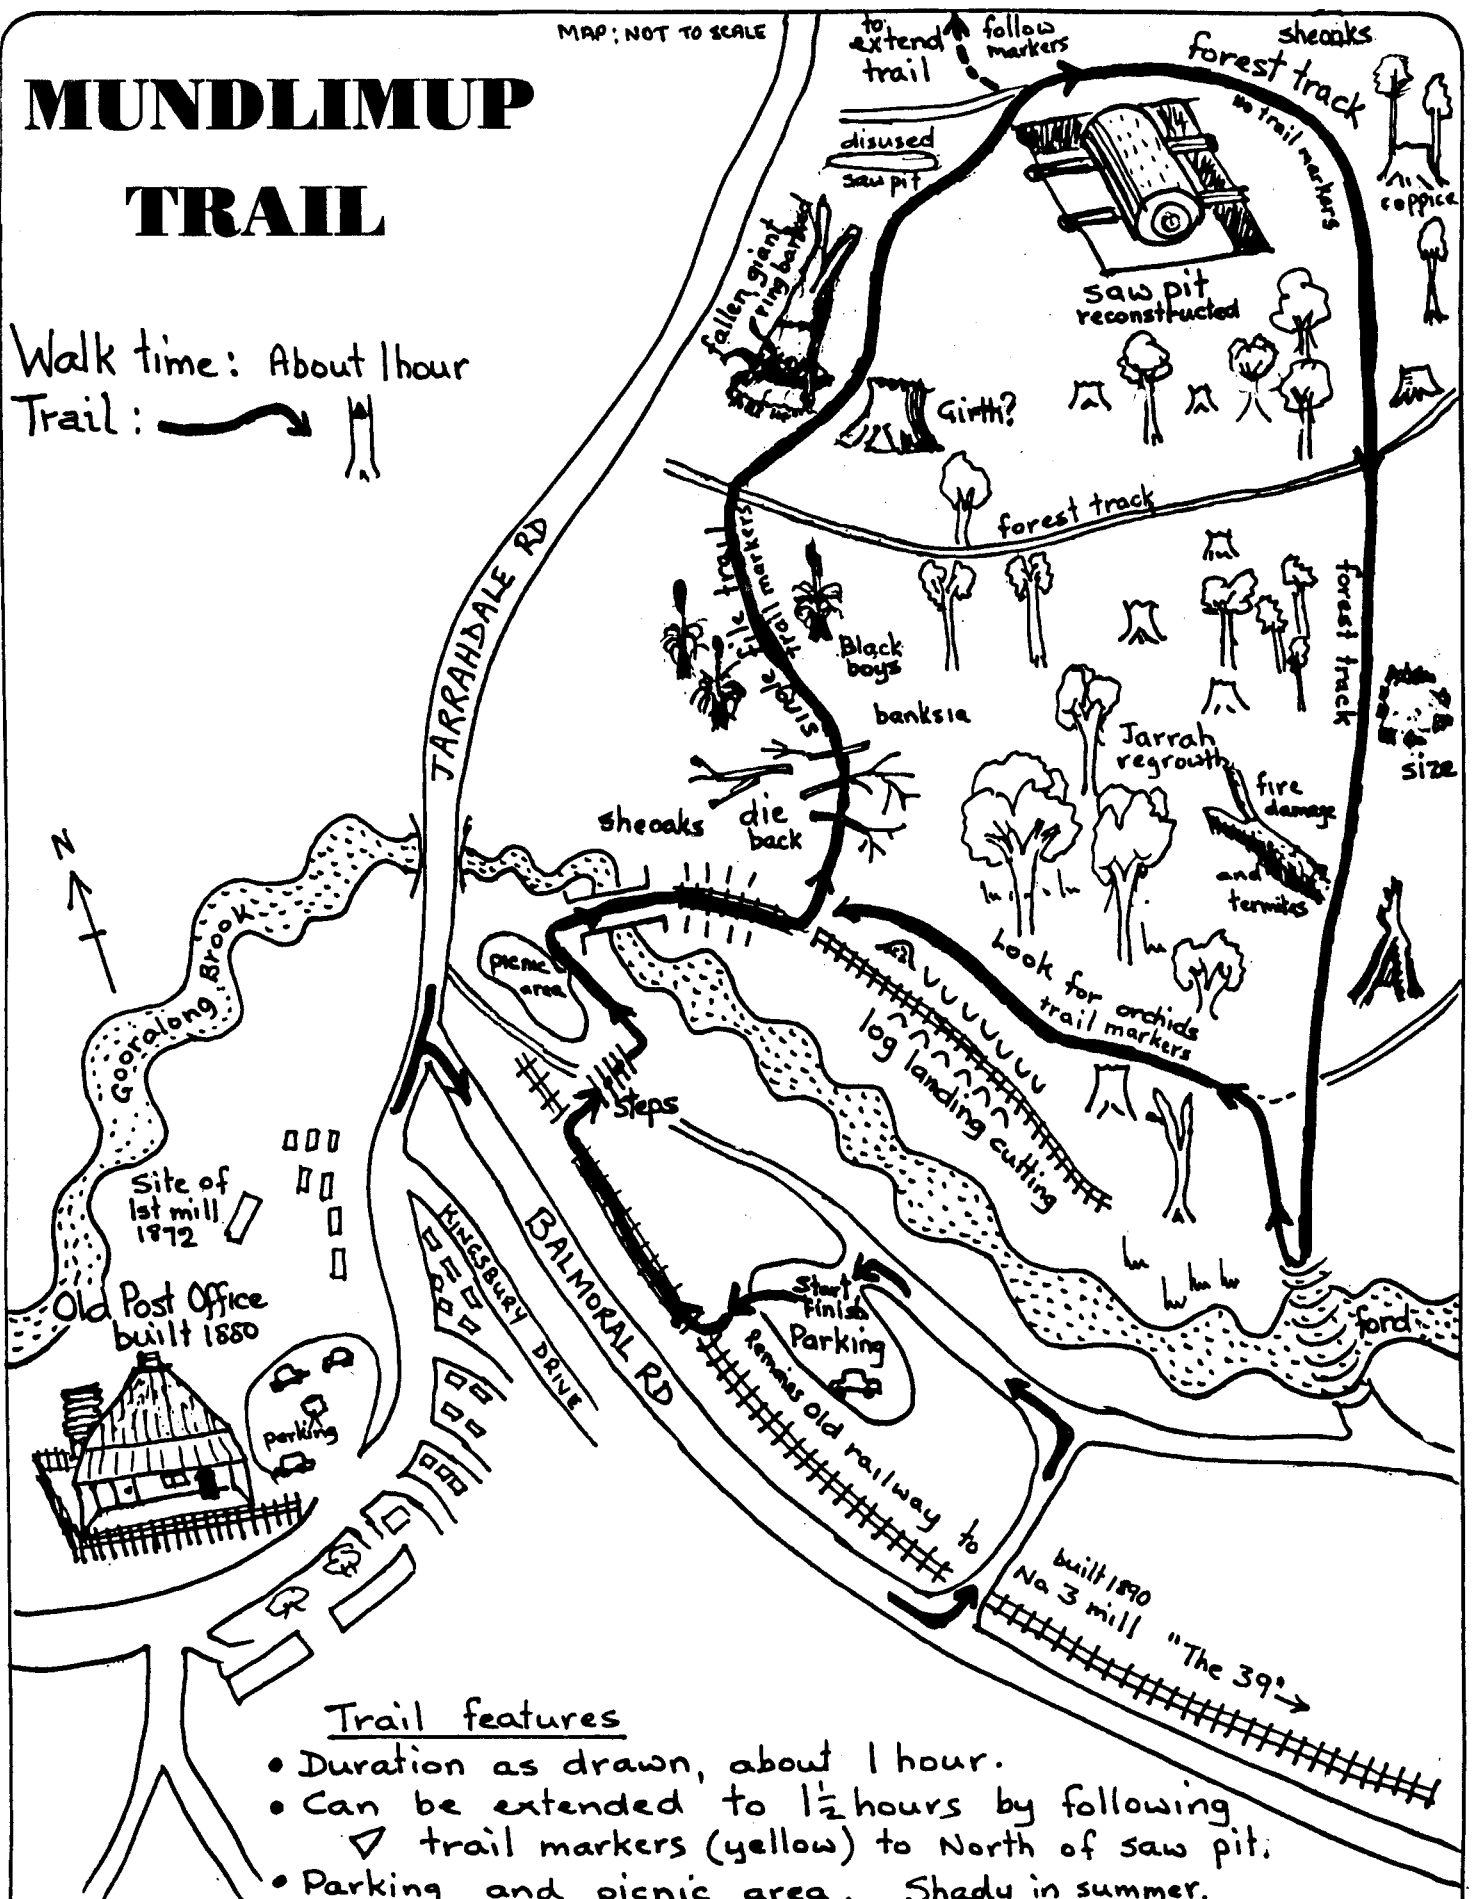 MAP: NOT TO SCALE
MUNDLIMUP
TRAIL
Walk time: About 1 hour
Trail:
to
extend
trail
follow
markers
sheoaks
forest track
no trail markers
coppice
disused
saw pit
fallen giant
ring barked
saw pit
reconstructed
Girth?
forest track
JARRAHDALE RD
single file trail
trail markers
Black
boys
banksia
forest track
size
Jarrah
regrowth
fire
damage
and
termites
sheoaks
die
back
N
Gooralong Brook
picnic
area
Look for orchids
trail markers
log landing cutting
steps
Site of
1st mill
1872
Old Post Office
built 1880
parking
KINGSBURY DRIVE
BALMORAL RD
Start
Finish
Parking
Remains old railway to
ford
built 1890
No. 3 mill "The 39"
Trail features
• Duration as drawn, about 1 hour.
• Can be extended to 1½ hours by following
trail markers (yellow) to North of saw pit.
• Parking and picnic area. Shady in summer.